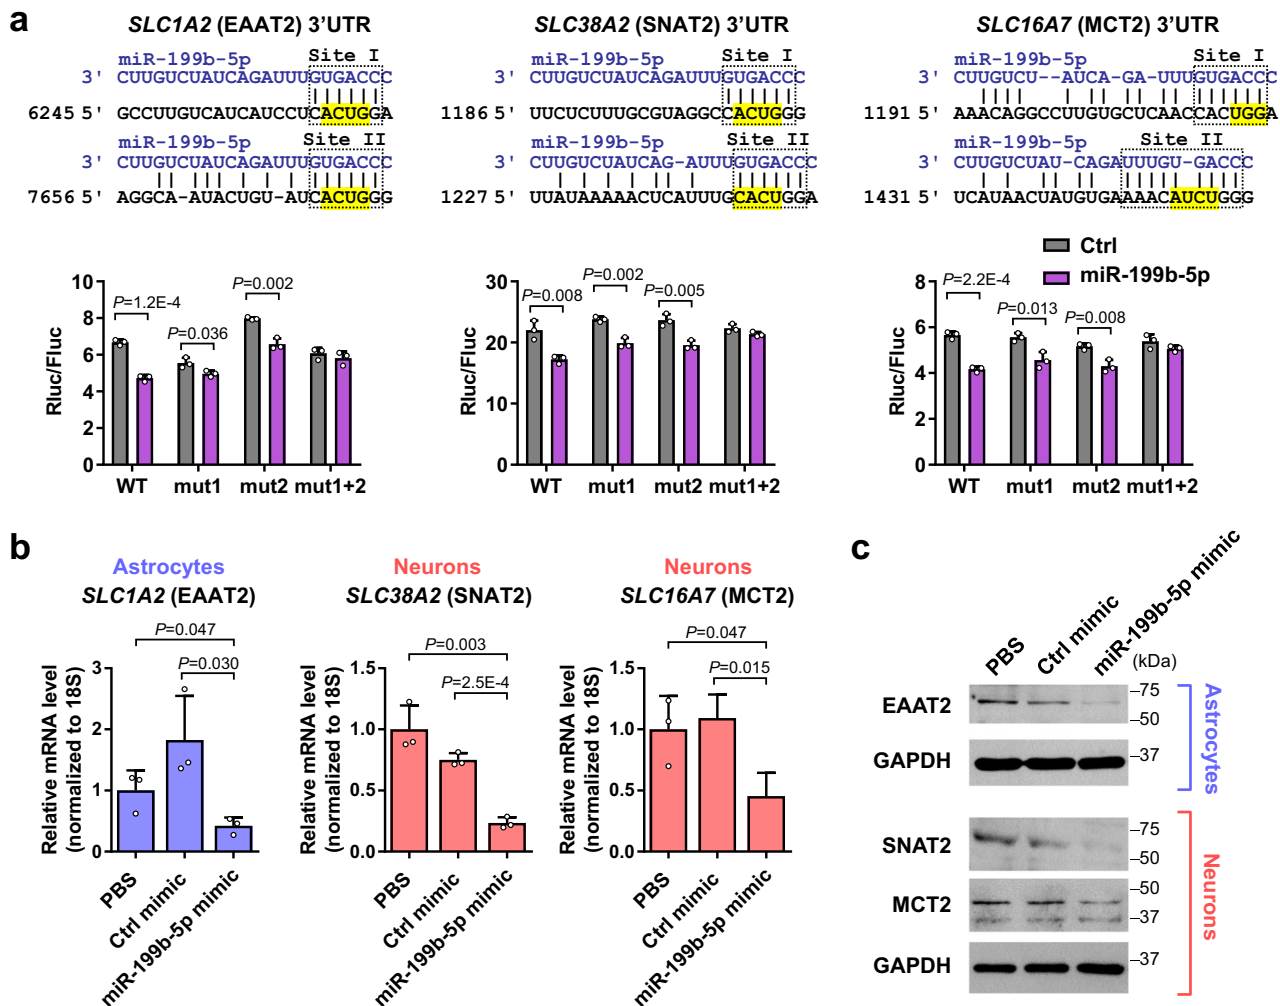 a
SLC1A2 (EAAT2) 3'UTR
miR-199b-5p Site I
3' CUUGUCUAUCAGAUUUGUGACCC
6245 5' GCCUUGUCAUCAUCCUCACUGGA
miR-199b-5p Site II
3' CUUGUCUAUCAGAUUUGUGACCC
7656 5' AGGCA-AUACUGU-AUCACUGGG
SLC38A2 (SNAT2) 3'UTR
miR-199b-5p Site I
3' CUUGUCUAUCAGAUUUGUGACCC
1186 5' UUCUCUUUGCGUAGGCCACUGGG
miR-199b-5p Site II
3' CUUGUCUAUCAG-AUUUGUGACCC
1227 5' UUAUAAAAACUCAUUUGCACUGGA
SLC16A7 (MCT2) 3'UTR
miR-199b-5p Site I
3' CUUGUCU--AUCA-GA-UUUGUGACCC
1191 5' AAACAGGCCUUGUGCUCAACCACUGGA
miR-199b-5p Site II
3' CUUGUCUAU-CAGAUUUGU-GACCC
1431 5' UCAUAACUAUGUGAAAACAUCUGGG
Ctrl
miR-199b-5p
Rluc/Fluc
10
8
6
4
2
0
P=1.2E-4
P=0.036
P=0.002
WT mut1 mut2 mut1+2
Rluc/Fluc
30
20
10
0
P=0.008
P=0.002
P=0.005
WT mut1 mut2 mut1+2
Rluc/Fluc
8
6
4
2
0
P=2.2E-4
P=0.013
P=0.008
WT mut1 mut2 mut1+2
b
Astrocytes
SLC1A2 (EAAT2)
P=0.047
P=0.030
Relative mRNA level
(normalized to 18S)
3
2
1
0
PBS
Ctrl mimic
miR-199b-5p mimic
Neurons
SLC38A2 (SNAT2)
P=0.003
P=2.5E-4
Relative mRNA level
(normalized to 18S)
1.5
1.0
0.5
0.0
PBS
Ctrl mimic
miR-199b-5p mimic
Neurons
SLC16A7 (MCT2)
P=0.047
P=0.015
Relative mRNA level
(normalized to 18S)
1.5
1.0
0.5
0.0
PBS
Ctrl mimic
miR-199b-5p mimic
c
PBS
Ctrl mimic
miR-199b-5p mimic
(kDa)
EAAT2
–75
–50
GAPDH
–37
Astrocytes
SNAT2
–75
–50
MCT2
–50
–37
GAPDH
–37
Neurons